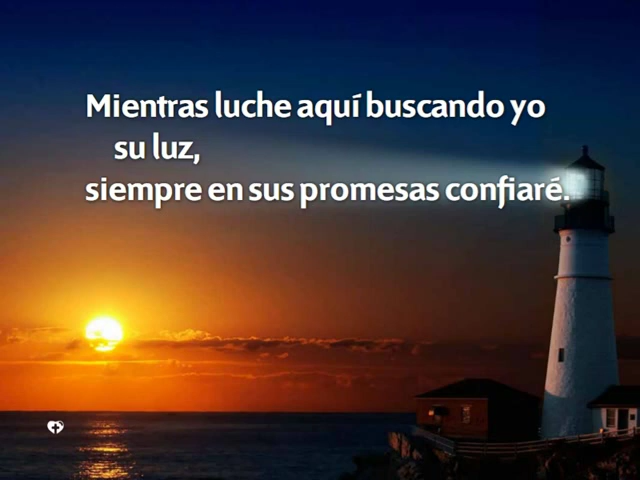 Mientras luche aquí buscando yo
su luz,
siempre en sus promesas confiaré.